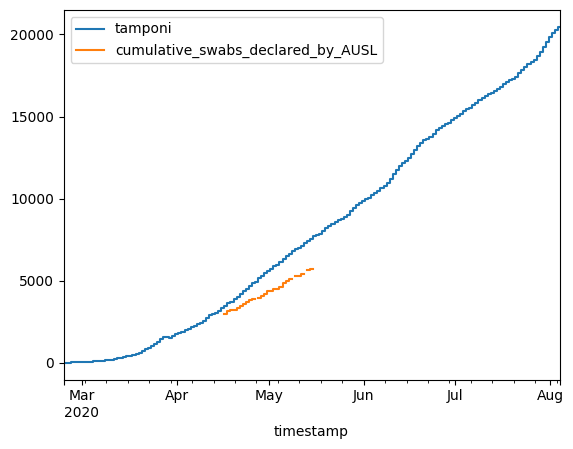 tamponi
cumulative_swabs_declared_by_AUSL
20000
15000
10000
5000
0
Mar Apr May Jun Jul Aug
2020
timestamp